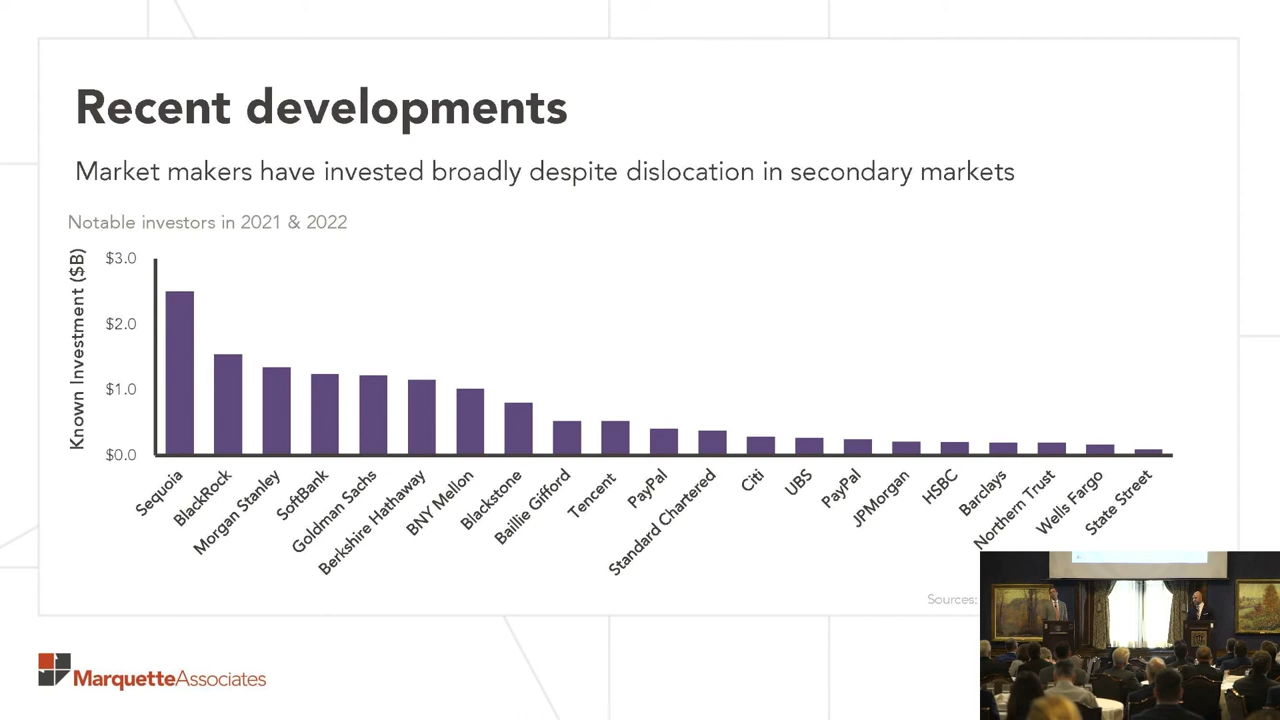 Recent developments
Market makers have invested broadly despite dislocation in secondary markets
Notable investors in 2021 & 2022
Known Investment ($B)
$3.0
$2.0
$1.0
$0.0
Sequoia
BlackRock
Morgan Stanley
SoftBank
Goldman Sachs
Berkshire Hathaway
BNY Mellon
Blackstone
Baillie Gifford
Tencent
PayPal
Standard Chartered
Citi
UBS
PayPal
JPMorgan
HSBC
Barclays
Northern Trust
Wells Fargo
State Street
Sources:
MarquetteAssociates